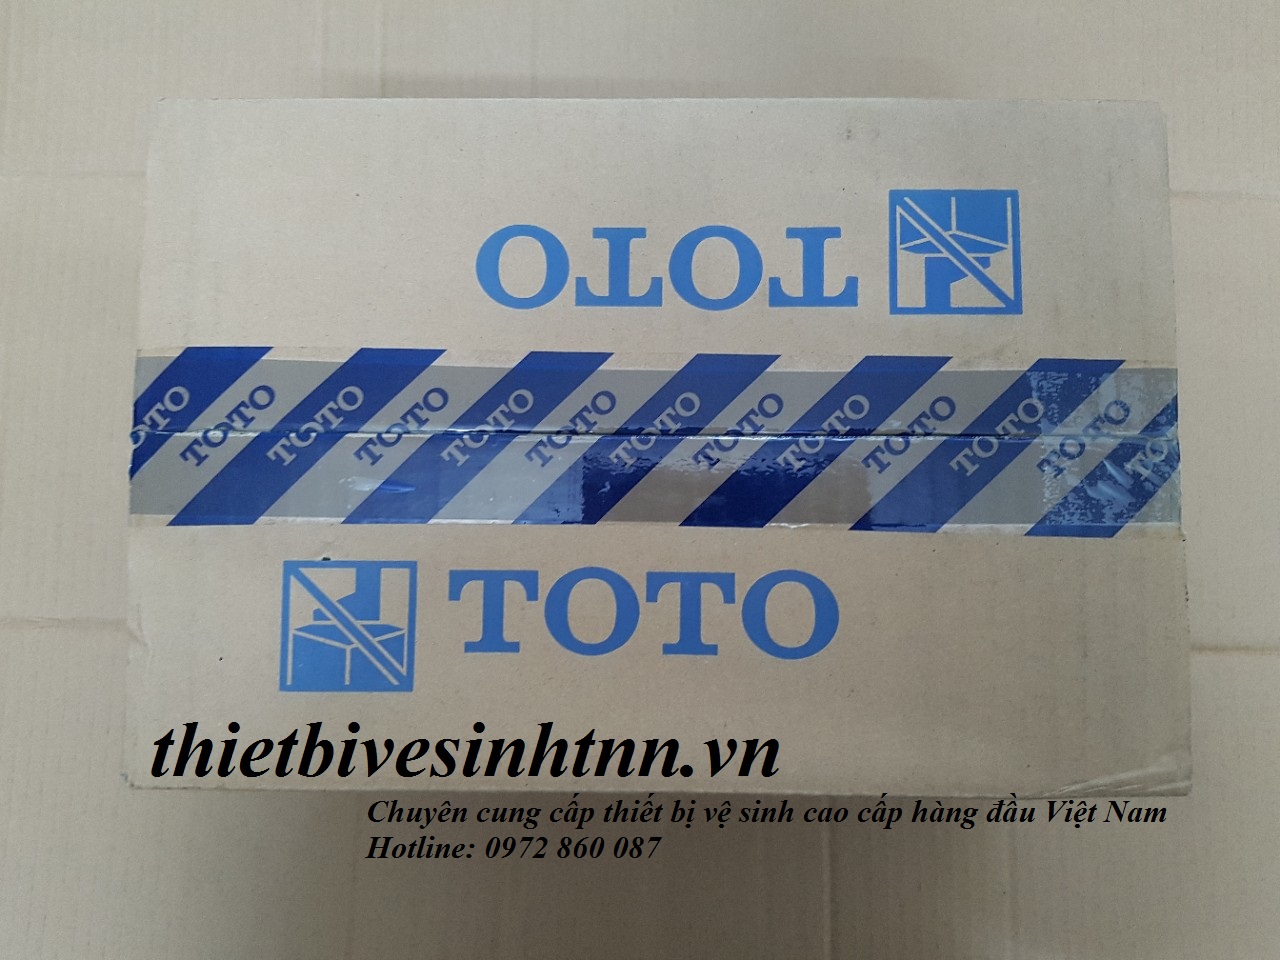 TOTO
TOTO TOTO TOTO TOTO TOTO TOTO TOTO TOTO TOTO TOTO TOTO TOTO
TOTO
thietbivesinhtnn.vn
Chuyên cung cấp thiết bị vệ sinh cao cấp hàng đầu Việt Nam
Hotline: 0972 860 087